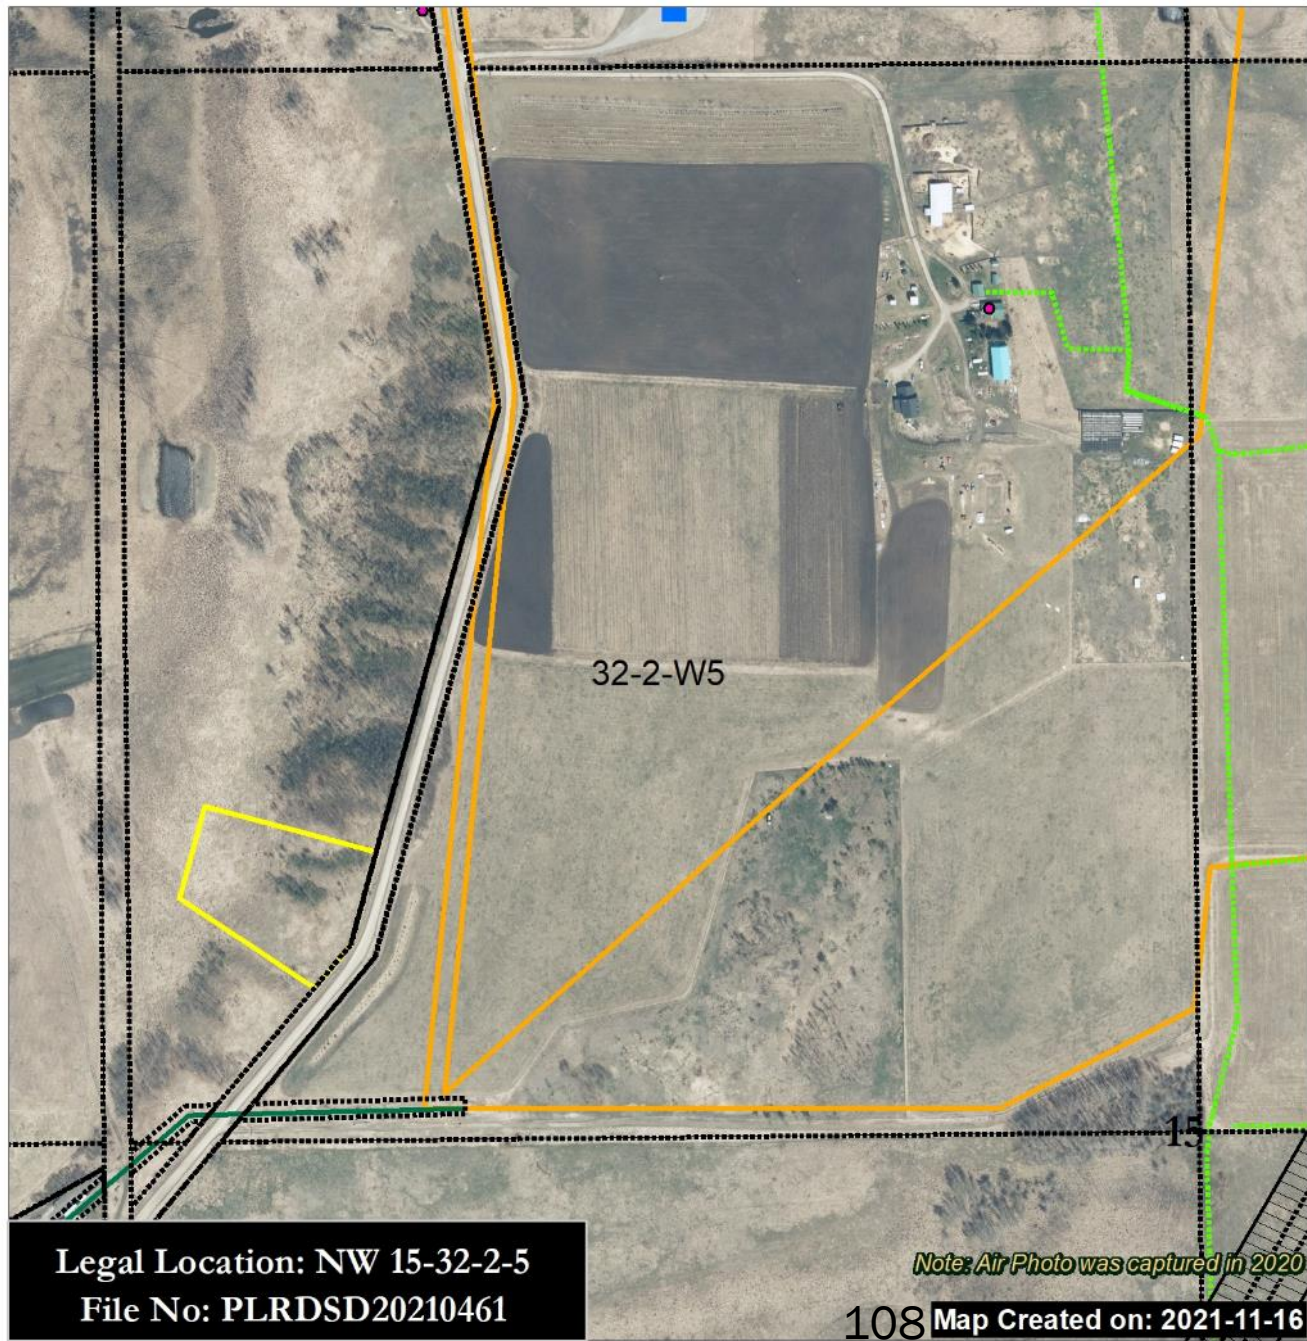 32-2-W5
15
Legal Location: NW 15-32-2-5
File No: PLRDSD20210461
Note: Air Photo was captured in 2020
108
Map Created on: 2021-11-16